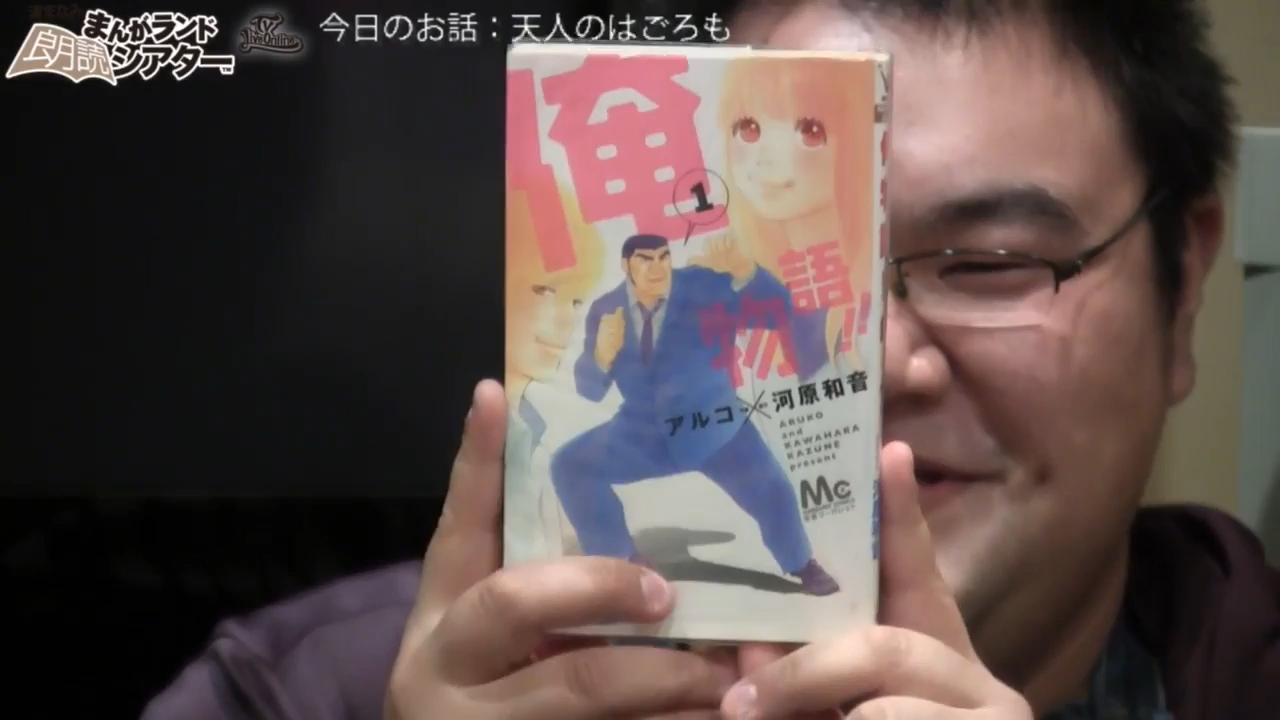 まんがランド
朗読シアター
LiveOnline
今日のお話：天人のはごろも
俺
1
物語!!
アルコ
河原和音
ARUKO
and
KAWAHARA
KAZUNE
present
MC